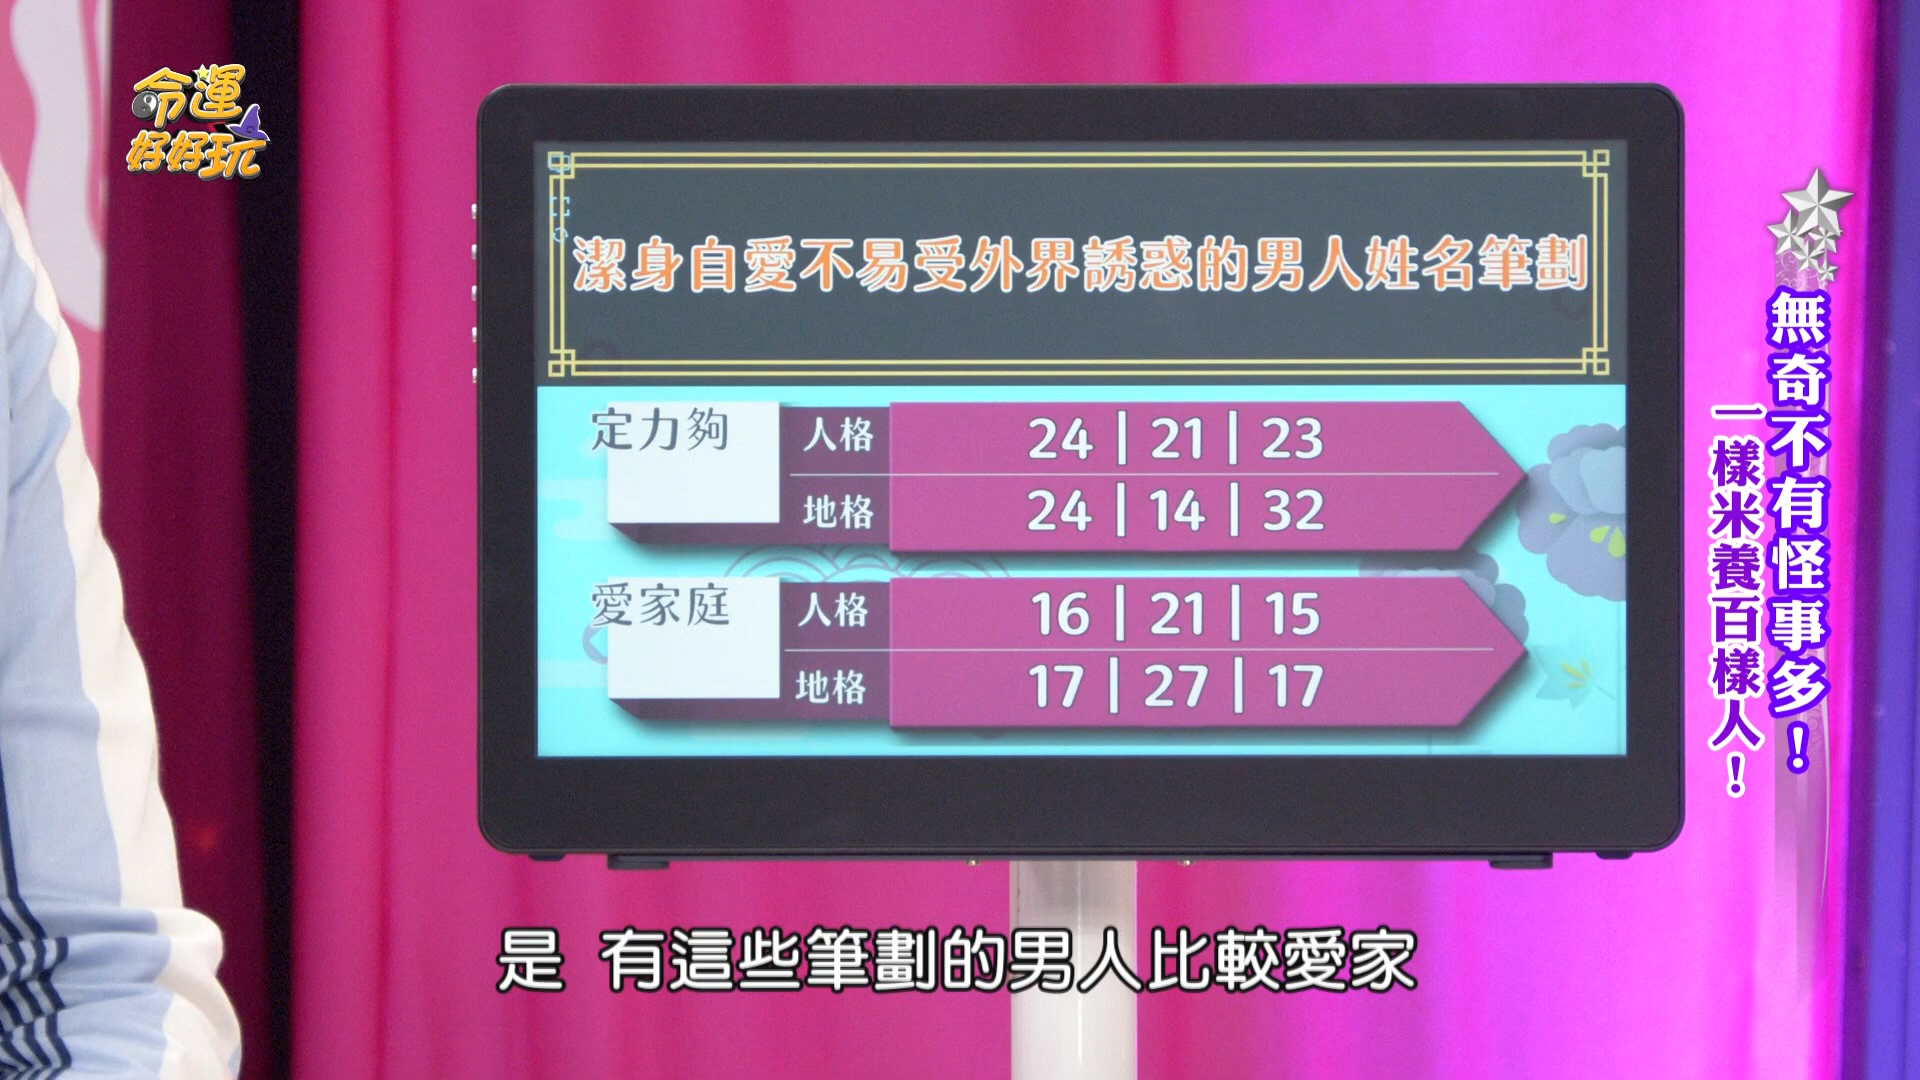 命運
好好玩
潔身自愛不易受外界誘惑的男人姓名筆劃
定力夠
人格 24 | 21 | 23
地格 24 | 14 | 32
愛家庭
人格 16 | 21 | 15
地格 17 | 27 | 17
無奇不有怪事多！
一樣米養百樣人！
是 有這些筆劃的男人比較愛家